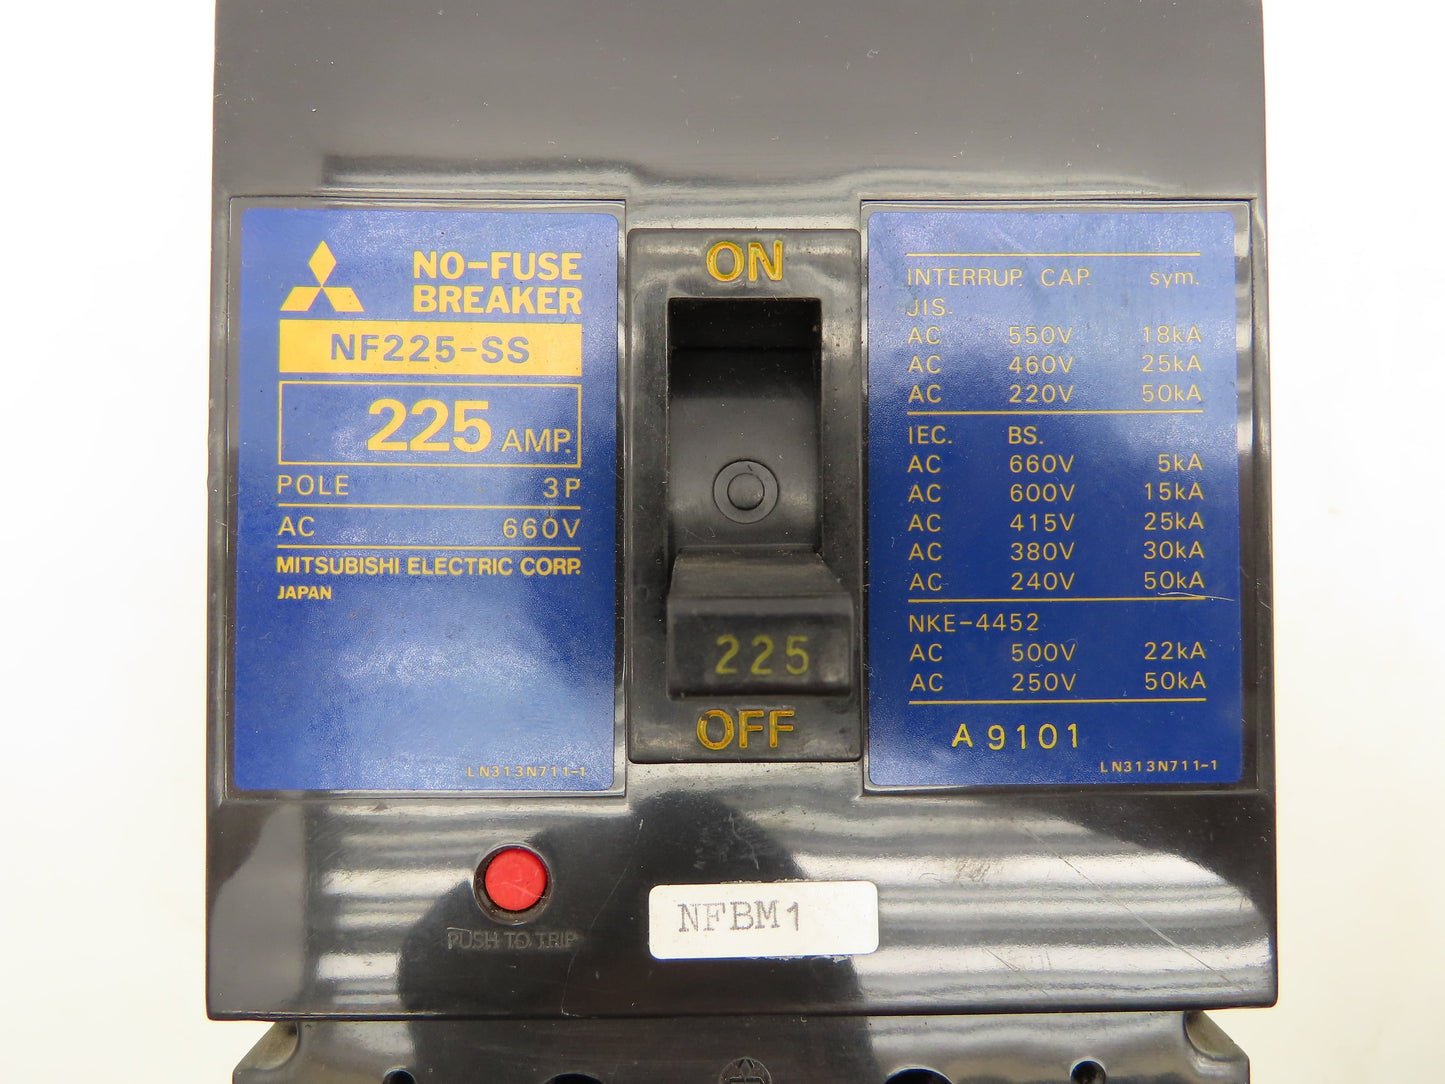 NO-FUSE
BREAKER
NF225-SS
225 AMP.
POLE 3P
AC 660V
MITSUBISHI ELECTRIC CORP.
JAPAN
LN313N711-1
ON
225
OFF
INTERRUP. CAP. sym.
JIS.
AC 550V 18kA
AC 460V 25kA
AC 220V 50kA
IEC. BS.
AC 660V 5kA
AC 600V 15kA
AC 415V 25kA
AC 380V 30kA
AC 240V 50kA
NKE-4452
AC 500V 22kA
AC 250V 50kA
A 9101
LN313N711-1
PUSH TO TRIP
NFBM1